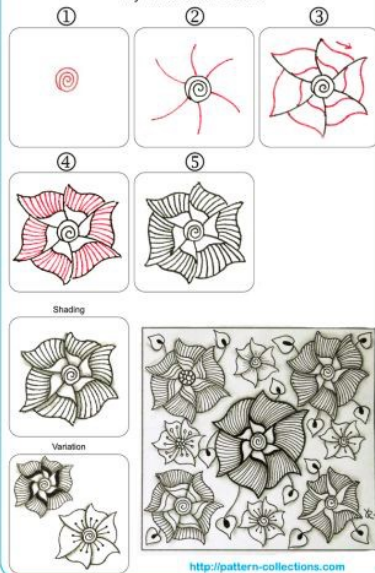 ①
②
③
④
⑤
Shading
Variation
http://pattern-collections.com